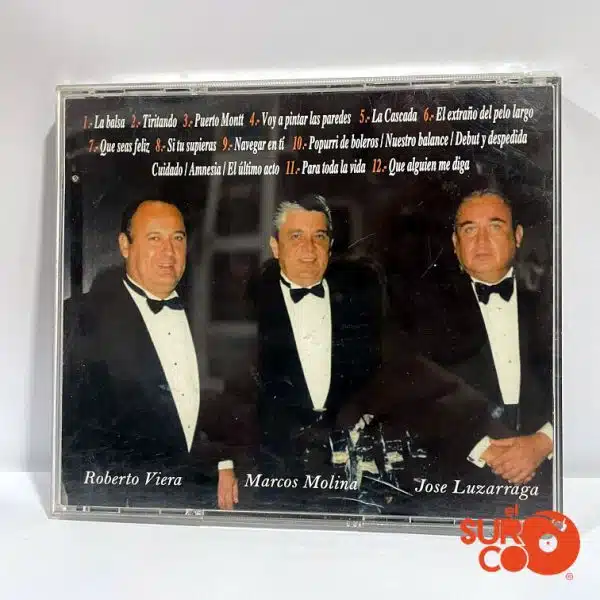 1.- La balsa 2.- Tiritando 3.- Puerto Montt 4.- Voy a pintar las paredes 5.- La Cascada 6.- El extraño del pelo largo
7.- Que seas feliz 8.- Si tu supieras 9.- Navegar en tí 10.- Popurri de boleros / Nuestro balance / Debut y despedida
Cuidado / Amnesia / El último acto 11.- Para toda la vida 12.- Que alguien me diga
Roberto Viera Marcos Molina Jose Luzarraga
el
SUR
CO
®